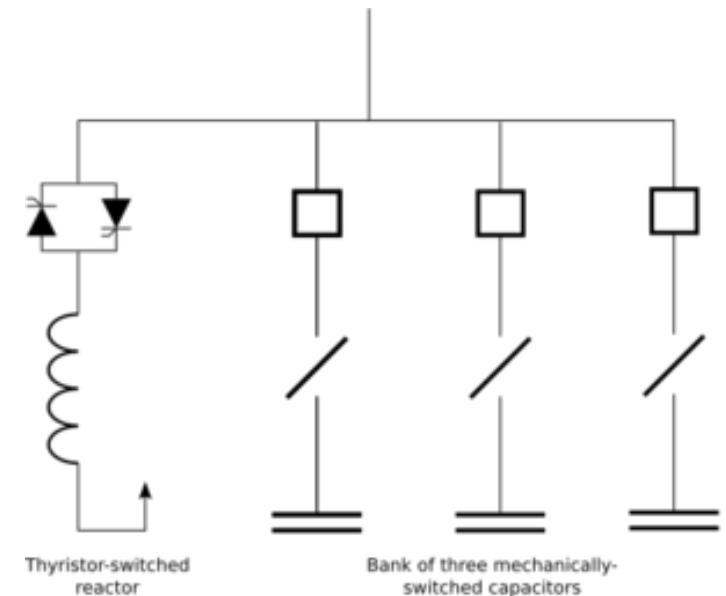 Thyristor-switched
reactor
Bank of three mechanically-
switched capacitors